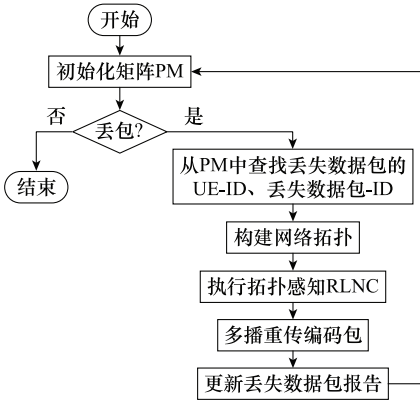 开始
初始化矩阵PM
丢包?
否
是
结束
从PM中查找丢失数据包的
UE-ID、丢失数据包-ID
构建网络拓扑
执行拓扑感知RLNC
多播重传编码包
更新丢失数据包报告